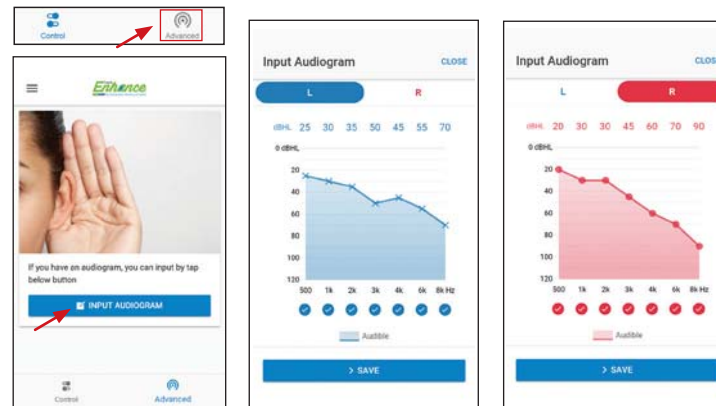 Control
Advanced
Enhance
If you have an audiogram, you can input by tap
below button
INPUT AUDIOGRAM
Control
Advanced
Input Audiogram
CLOSE
L
R
dBHL 25 30 35 50 45 55 70
0 dBHL
20
40
60
80
100
120
500 1k 2k 3k 4k 6k 8k Hz
Audible
> SAVE
Input Audiogram
CLOSE
L
R
dBHL 20 30 30 45 60 70 90
0 dBHL
20
40
60
80
100
120
500 1k 2k 3k 4k 6k 8k Hz
Audible
> SAVE